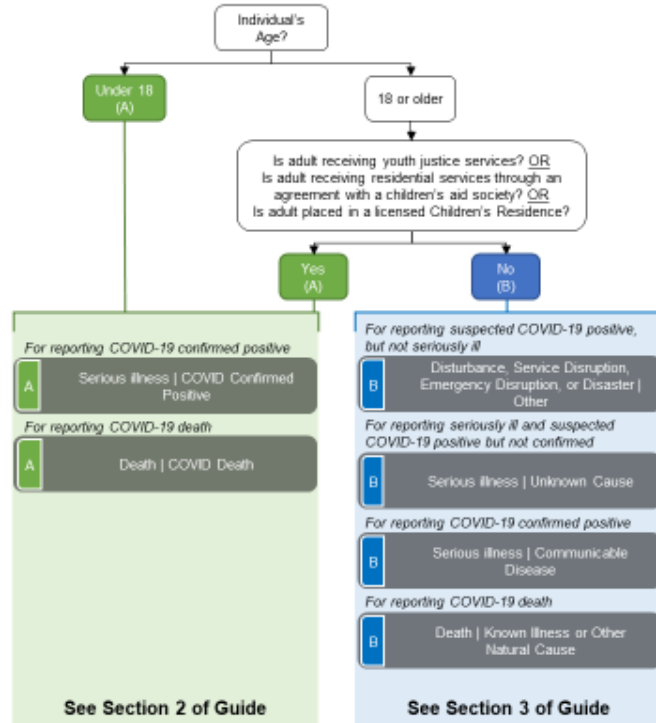 Individual's
Age?
Under 18
(A)
18 or older
Is adult receiving youth justice services? OR
Is adult receiving residential services through an
agreement with a children's aid society? OR
Is adult placed in a licensed Children's Residence?
Yes
(A)
No
(B)
For reporting COVID-19 confirmed positive
A
Serious illness | COVID Confirmed
Positive
For reporting COVID-19 death
A
Death | COVID Death
See Section 2 of Guide
For reporting suspected COVID-19 positive,
but not seriously ill
B
Disturbance, Service Disruption,
Emergency Disruption, or Disaster |
Other
For reporting seriously ill and suspected
COVID-19 positive but not confirmed
B
Serious illness | Unknown Cause
For reporting COVID-19 confirmed positive
B
Serious illness | Communicable
Disease
For reporting COVID-19 death
B
Death | Known Illness or Other
Natural Cause
See Section 3 of Guide